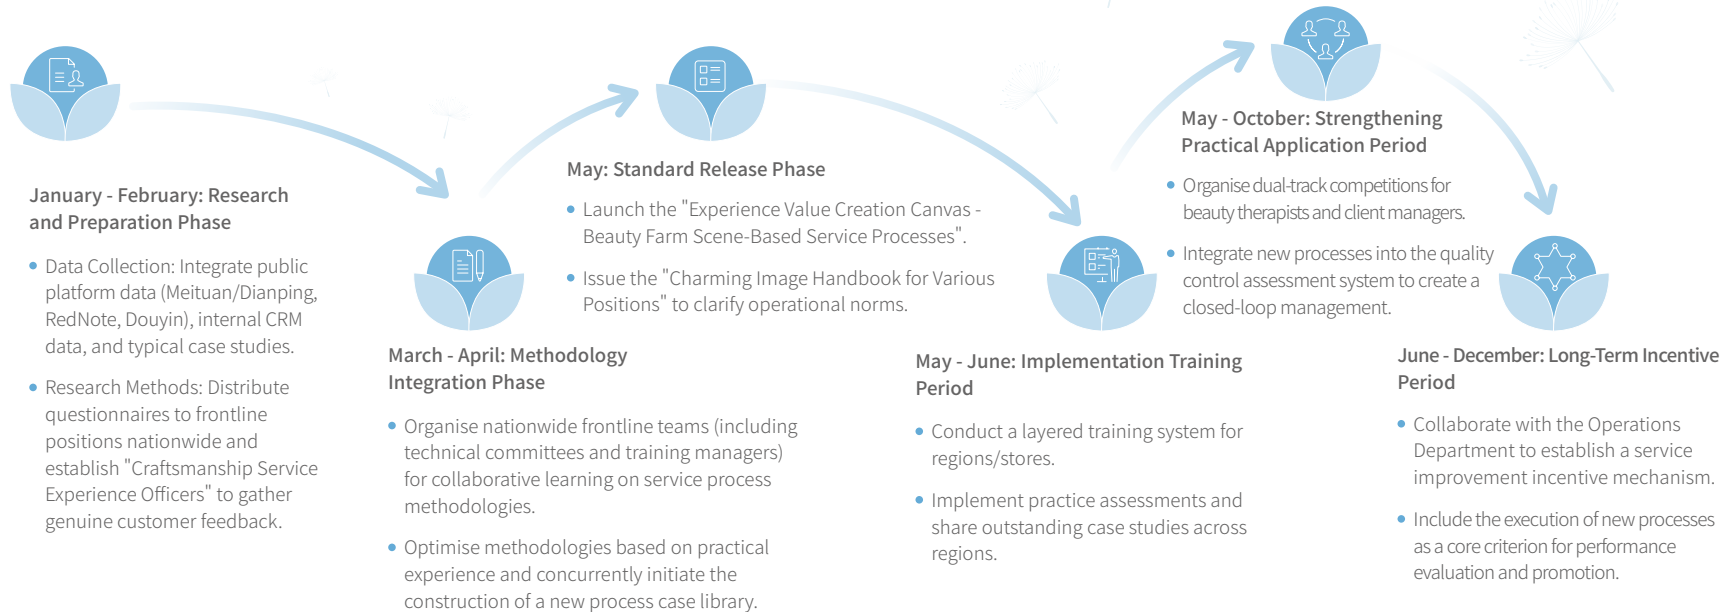 January - February: Research
and Preparation Phase
• Data Collection: Integrate public
platform data (Meituan/Dianping,
RedNote, Douyin), internal CRM
data, and typical case studies.
• Research Methods: Distribute
questionnaires to frontline
positions nationwide and
establish "Craftsmanship Service
Experience Officers" to gather
genuine customer feedback.
March - April: Methodology
Integration Phase
• Organise nationwide frontline teams (including
technical committees and training managers)
for collaborative learning on service process
methodologies.
• Optimise methodologies based on practical
experience and concurrently initiate the
construction of a new process case library.
May: Standard Release Phase
• Launch the "Experience Value Creation Canvas -
Beauty Farm Scene-Based Service Processes".
• Issue the "Charming Image Handbook for Various
Positions" to clarify operational norms.
May - June: Implementation Training
Period
• Conduct a layered training system for
regions/stores.
• Implement practice assessments and
share outstanding case studies across
regions.
May - October: Strengthening
Practical Application Period
• Organise dual-track competitions for
beauty therapists and client managers.
• Integrate new processes into the quality
control assessment system to create a
closed-loop management.
June - December: Long-Term Incentive
Period
• Collaborate with the Operations
Department to establish a service
improvement incentive mechanism.
• Include the execution of new processes
as a core criterion for performance
evaluation and promotion.